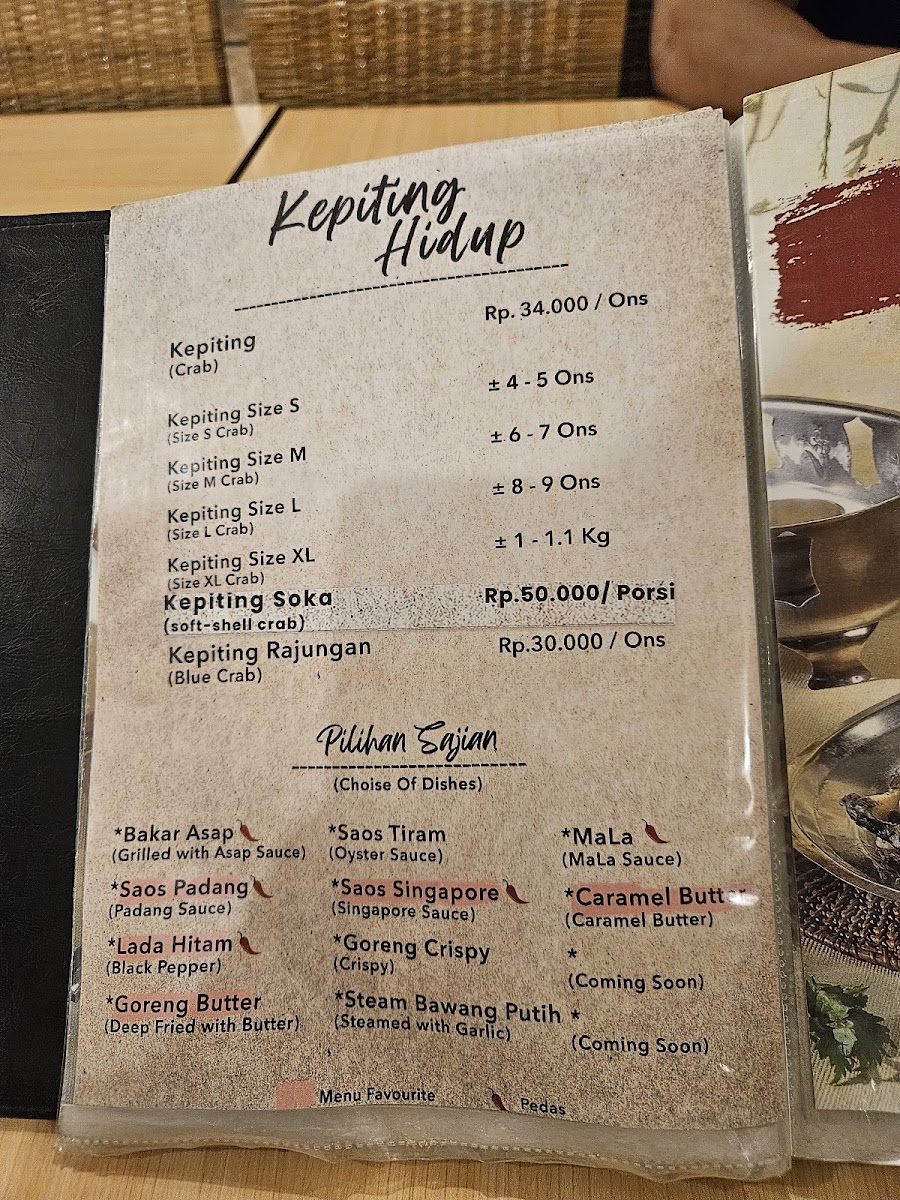 Kepiting
Hidup
Rp. 34.000 / Ons
Kepiting
(Crab)
± 4 - 5 Ons
Kepiting Size S
(Size S Crab)
± 6 - 7 Ons
Kepiting Size M
(Size M Crab)
± 8 - 9 Ons
Kepiting Size L
(Size L Crab)
± 1 - 1.1 Kg
Kepiting Size XL
(Size XL Crab)
Kepiting Soka Rp.50.000/ Porsi
(soft-shell crab)
Kepiting Rajungan Rp.30.000 / Ons
(Blue Crab)
Pilihan Sajian
(Choise Of Dishes)
*Bakar Asap *Saos Tiram *MaLa
(Grilled with Asap Sauce) (Oyster Sauce) (MaLa Sauce)
*Saos Padang *Saos Singapore *Caramel Butter
(Padang Sauce) (Singapore Sauce) (Caramel Butter)
*Lada Hitam *Goreng Crispy *
(Black Pepper) (Crispy) (Coming Soon)
*Goreng Butter *Steam Bawang Putih *
(Deep Fried with Butter) (Steamed with Garlic) (Coming Soon)
Menu Favourite Pedas